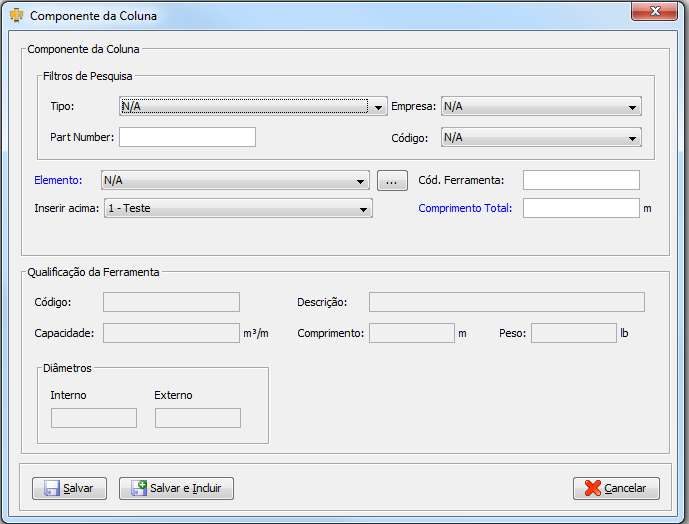 Componente da Coluna
Componente da Coluna
Filtros de Pesquisa
Tipo: N/A Empresa: N/A
Part Number: Código: N/A
Elemento: N/A ... Cód. Ferramenta:
Inserir acima: 1 - Teste Comprimento Total: m
Qualificação da Ferramenta
Código: Descrição:
Capacidade: m³/m Comprimento: m Peso: lb
Diâmetros
Interno Externo
Salvar Salvar e Incluir Cancelar